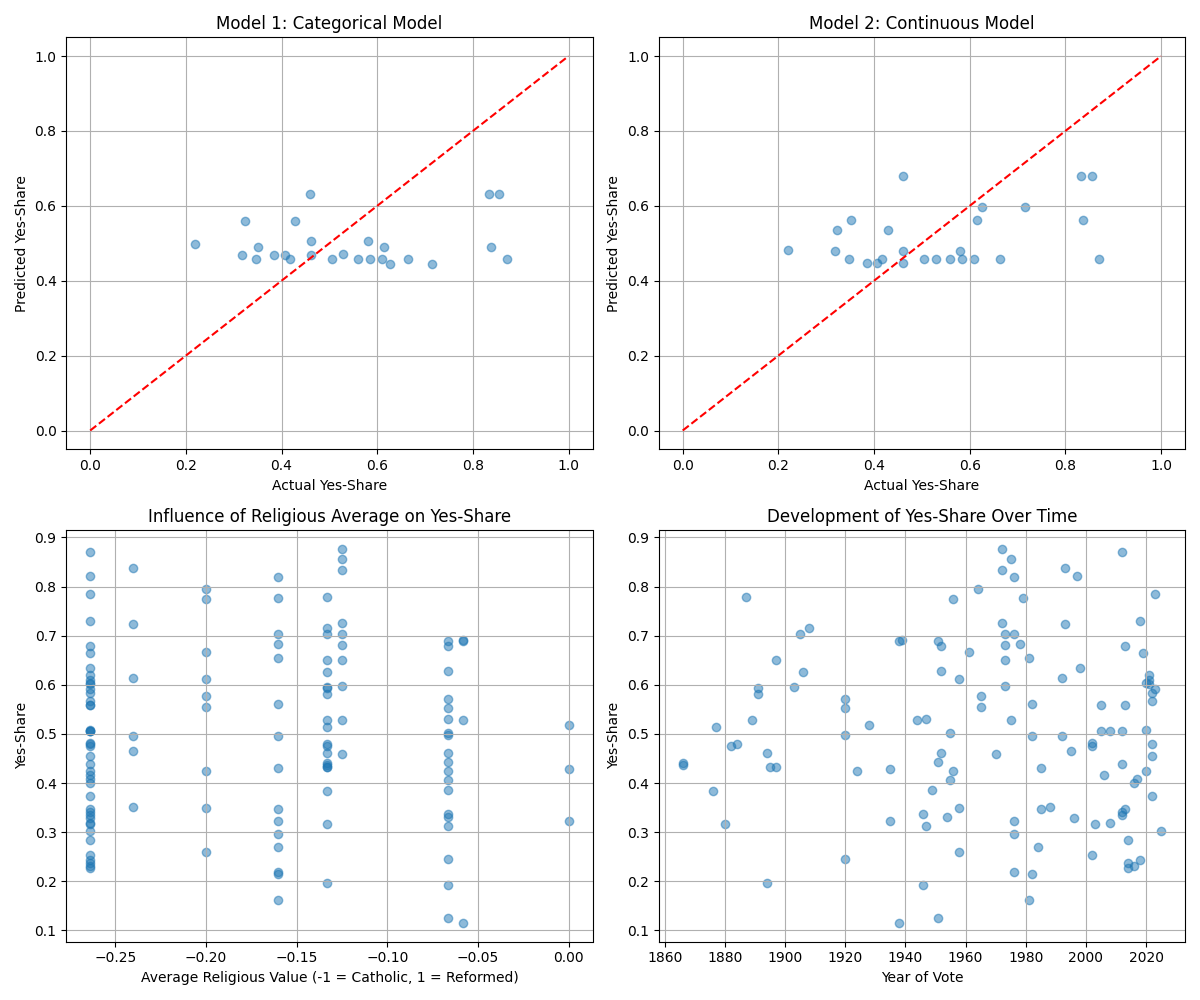 Model 1: Categorical Model
Predicted Yes-Share
1.0
0.8
0.6
0.4
0.2
0.0
0.0 0.2 0.4 0.6 0.8 1.0
Actual Yes-Share
Model 2: Continuous Model
Predicted Yes-Share
1.0
0.8
0.6
0.4
0.2
0.0
0.0 0.2 0.4 0.6 0.8 1.0
Actual Yes-Share
Influence of Religious Average on Yes-Share
Yes-Share
0.9
0.8
0.7
0.6
0.5
0.4
0.3
0.2
0.1
−0.25 −0.20 −0.15 −0.10 −0.05 0.00
Average Religious Value (-1 = Catholic, 1 = Reformed)
Development of Yes-Share Over Time
Yes-Share
0.9
0.8
0.7
0.6
0.5
0.4
0.3
0.2
0.1
1860 1880 1900 1920 1940 1960 1980 2000 2020
Year of Vote